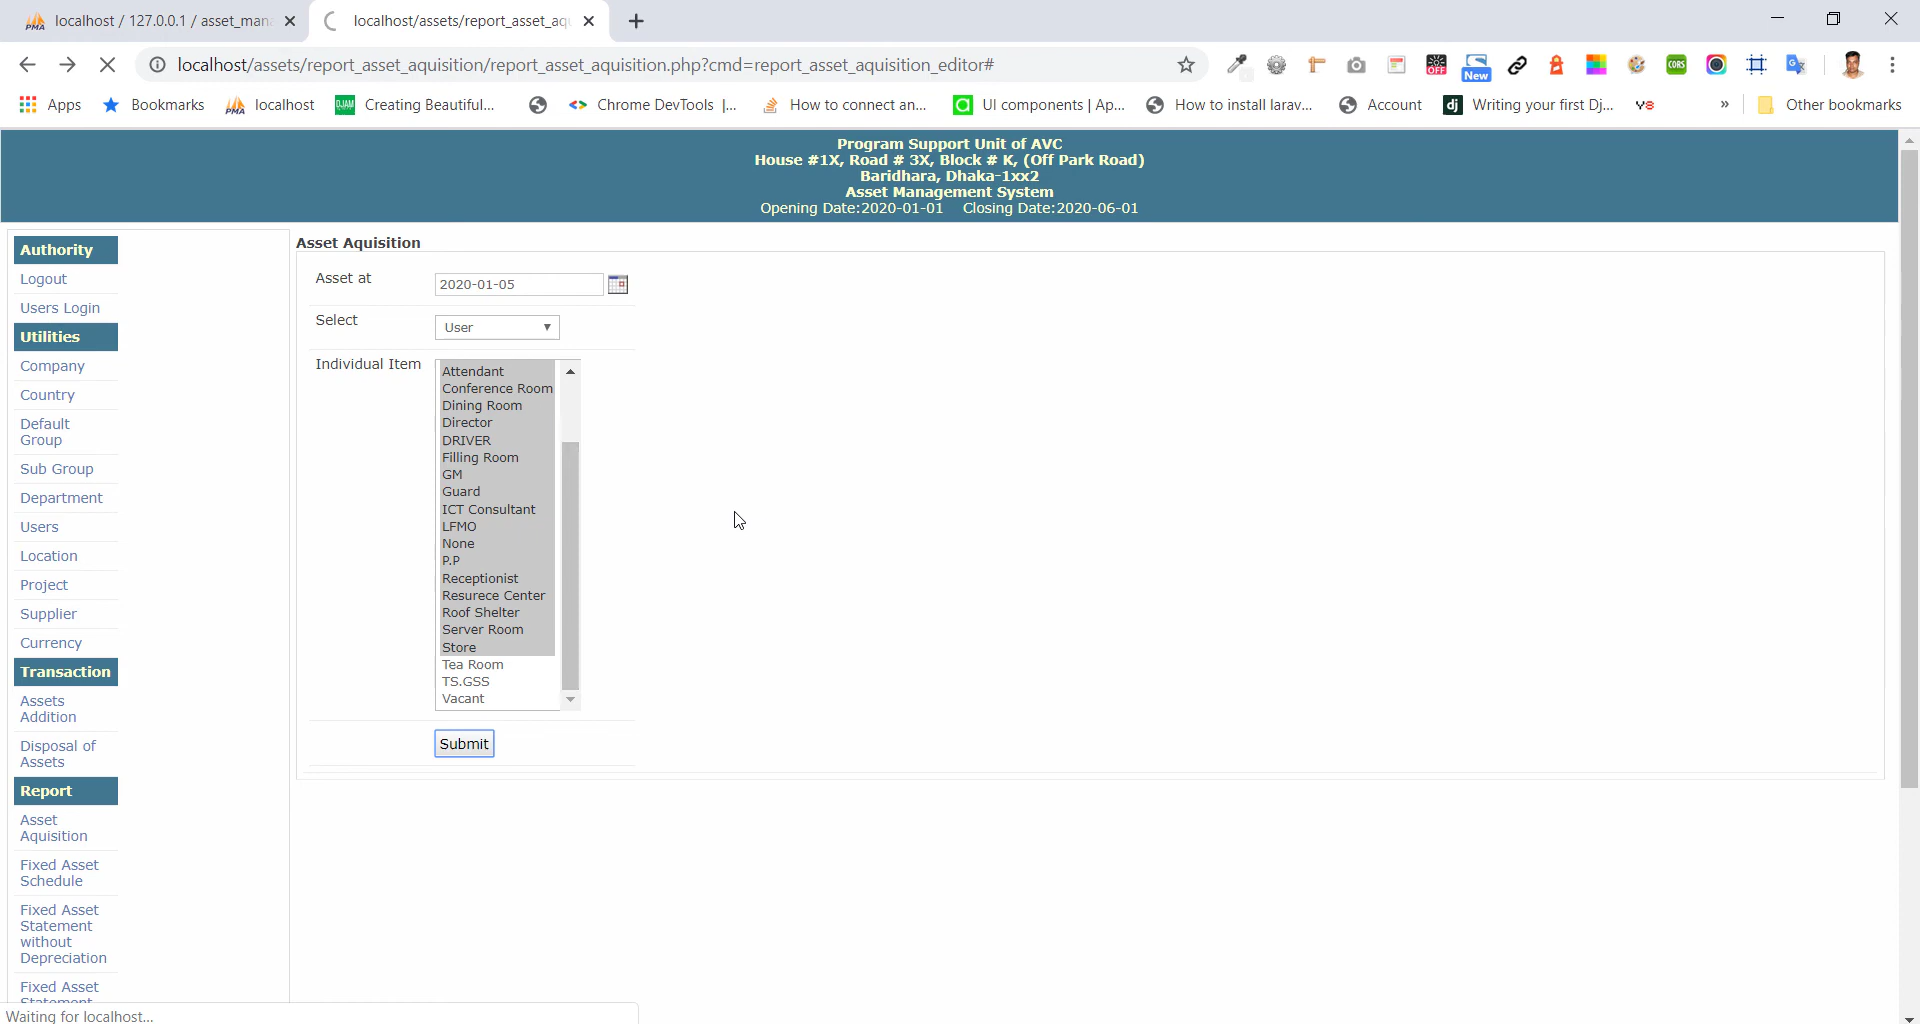 localhost / 127.0.0.1 / asset_man
localhost/assets/report_asset_aq
localhost/assets/report_asset_aquisition/report_asset_aquisition.php?cmd=report_asset_aquisition_editor#
OFF
New
CORS
Apps
Bookmarks
PMA
localhost
DJAM
Creating Beautiful...
Chrome DevTools |...
How to connect an...
UI components | Ap...
How to install larav...
Account
dj
Writing your first Dj...
»
Other bookmarks
Program Support Unit of AVC
House #1X, Road # 3X, Block # K, (Off Park Road)
Baridhara, Dhaka-1xx2
Asset Management System
Opening Date:2020-01-01 Closing Date:2020-06-01
Authority
Logout
Users Login
Utilities
Company
Country
Default
Group
Sub Group
Department
Users
Location
Project
Supplier
Currency
Transaction
Assets
Addition
Disposal of
Assets
Report
Asset
Aquisition
Fixed Asset
Schedule
Fixed Asset
Statement
without
Depreciation
Fixed Asset
Statement
Asset Aquisition
Asset at
2020-01-05
Select
User
Individual Item
Attendant
Conference Room
Dining Room
Director
DRIVER
Filling Room
GM
Guard
ICT Consultant
LFMO
None
P.P
Receptionist
Resurece Center
Roof Shelter
Server Room
Store
Tea Room
TS.GSS
Vacant
Submit
Waiting for localhost...